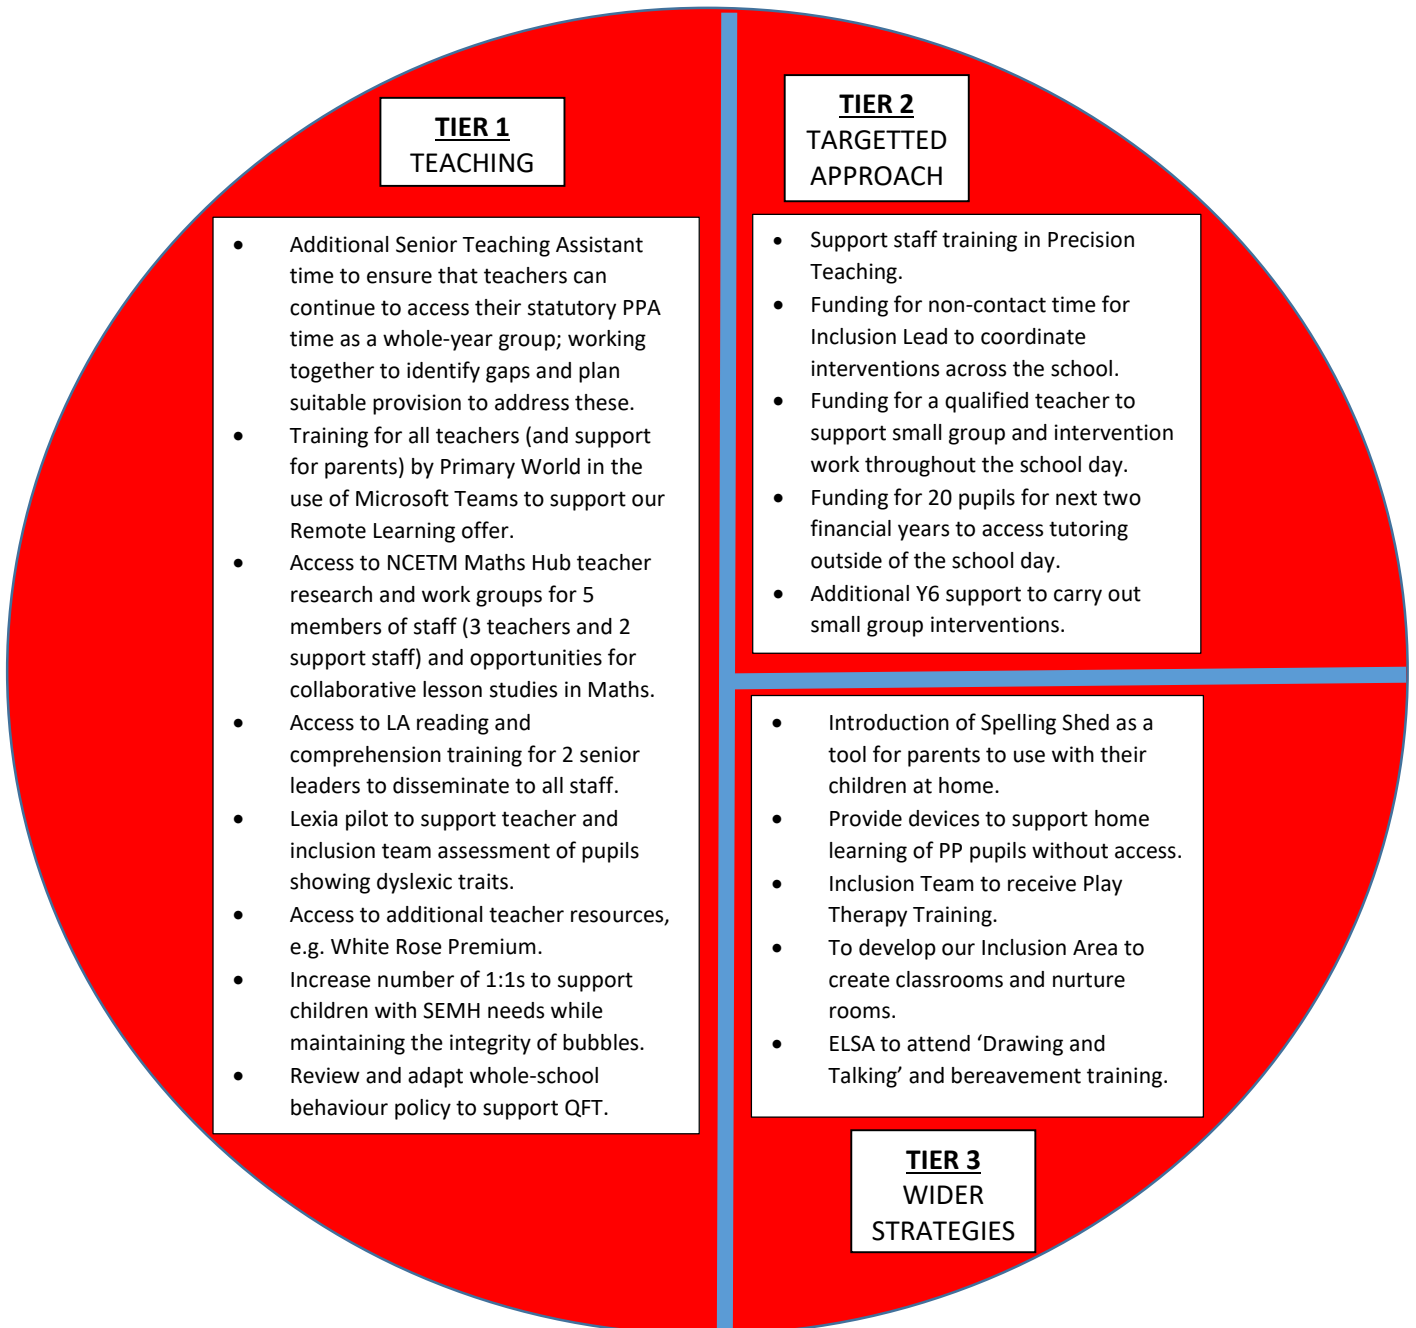 TIER 1
TEACHING
• Additional Senior Teaching Assistant
time to ensure that teachers can
continue to access their statutory PPA
time as a whole-year group; working
together to identify gaps and plan
suitable provision to address these.
• Training for all teachers (and support
for parents) by Primary World in the
use of Microsoft Teams to support our
Remote Learning offer.
• Access to NCETM Maths Hub teacher
research and work groups for 5
members of staff (3 teachers and 2
support staff) and opportunities for
collaborative lesson studies in Maths.
• Access to LA reading and
comprehension training for 2 senior
leaders to disseminate to all staff.
• Lexia pilot to support teacher and
inclusion team assessment of pupils
showing dyslexic traits.
• Access to additional teacher resources,
e.g. White Rose Premium.
• Increase number of 1:1s to support
children with SEMH needs while
maintaining the integrity of bubbles.
• Review and adapt whole-school
behaviour policy to support QFT.
TIER 2
TARGETTED
APPROACH
• Support staff training in Precision
Teaching.
• Funding for non-contact time for
Inclusion Lead to coordinate
interventions across the school.
• Funding for a qualified teacher to
support small group and intervention
work throughout the school day.
• Funding for 20 pupils for next two
financial years to access tutoring
outside of the school day.
• Additional Y6 support to carry out
small group interventions.
• Introduction of Spelling Shed as a
tool for parents to use with their
children at home.
• Provide devices to support home
learning of PP pupils without access.
• Inclusion Team to receive Play
Therapy Training.
• To develop our Inclusion Area to
create classrooms and nurture
rooms.
• ELSA to attend ‘Drawing and
Talking’ and bereavement training.
TIER 3
WIDER
STRATEGIES